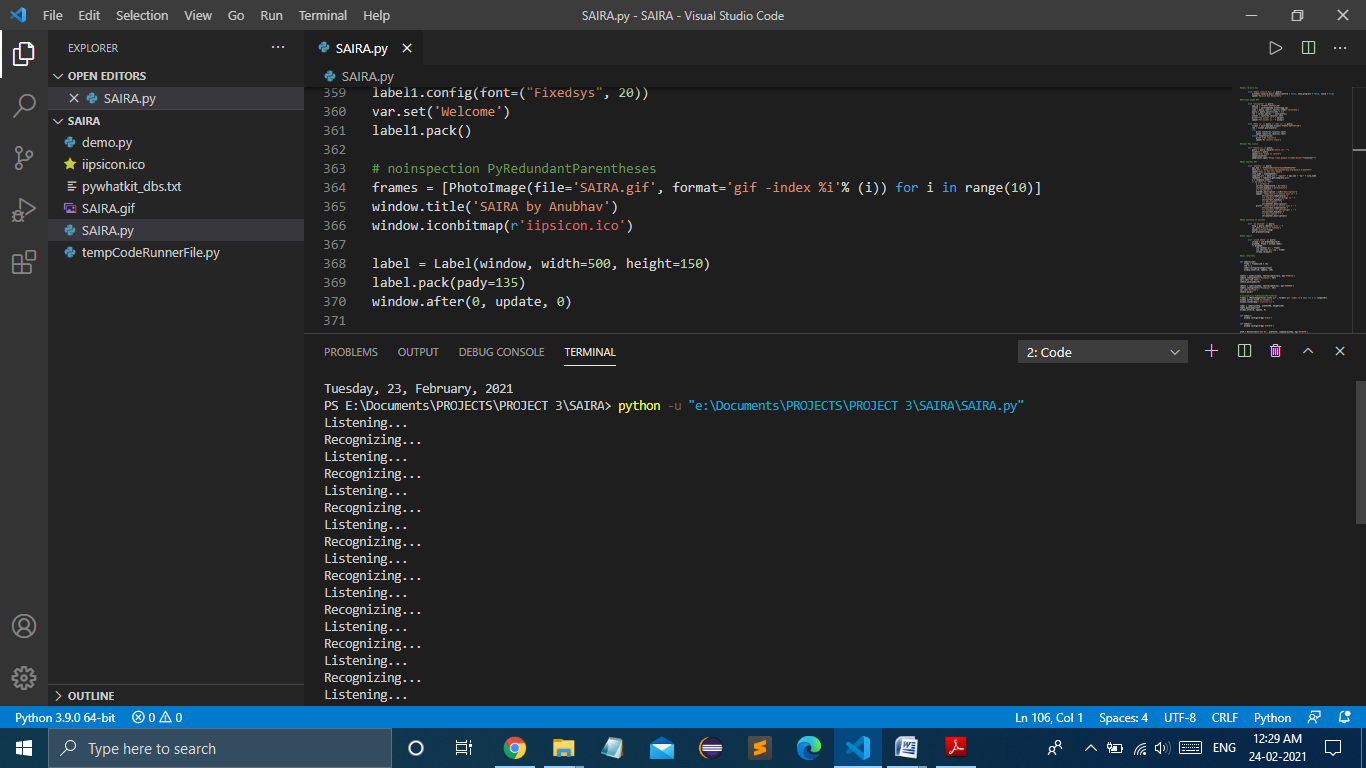 File Edit Selection View Go Run Terminal Help SAIRA.py - SAIRA - Visual Studio Code
EXPLORER
OPEN EDITORS
SAIRA.py
SAIRA
demo.py
iipsicon.ico
pywhatkit_dbs.txt
SAIRA.gif
SAIRA.py
tempCodeRunnerFile.py
OUTLINE
SAIRA.py
SAIRA.py
359 label1.config(font=("Fixedsys", 20))
360 var.set('Welcome')
361 label1.pack()
362
363 # noinspection PyRedundantParentheses
364 frames = [PhotoImage(file='SAIRA.gif', format='gif -index %i'% (i)) for i in range(10)]
365 window.title('SAIRA by Anubhav')
366 window.iconbitmap(r'iipsicon.ico')
367
368 label = Label(window, width=500, height=150)
369 label.pack(pady=135)
370 window.after(0, update, 0)
371
PROBLEMS OUTPUT DEBUG CONSOLE TERMINAL 2: Code
Tuesday, 23, February, 2021
PS E:\Documents\PROJECTS\PROJECT 3\SAIRA> python -u "e:\Documents\PROJECTS\PROJECT 3\SAIRA\SAIRA.py"
Listening...
Recognizing...
Listening...
Recognizing...
Listening...
Recognizing...
Listening...
Recognizing...
Listening...
Recognizing...
Listening...
Recognizing...
Listening...
Recognizing...
Listening...
Recognizing...
Listening...
Python 3.9.0 64-bit 0 0 Ln 106, Col 1 Spaces: 4 UTF-8 CRLF Python
Type here to search
ENG
12:29 AM
24-02-2021